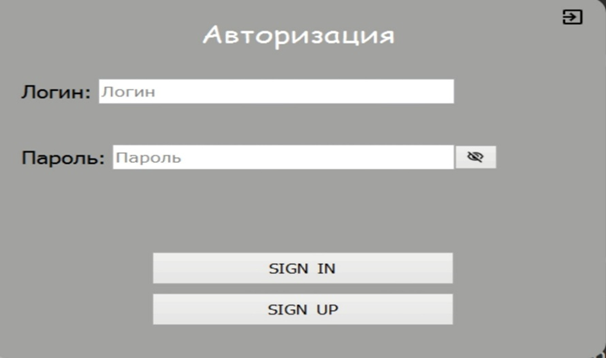 Авторизация
Логин: Логин
Пароль: Пароль
SIGN IN
SIGN UP